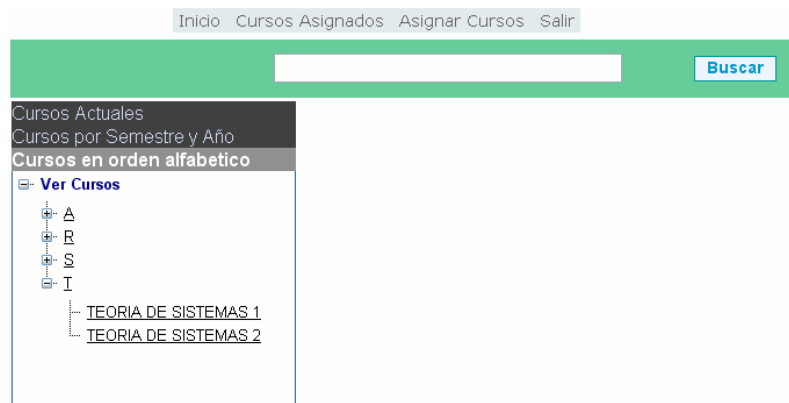 Inicio Cursos Asignados Asignar Cursos Salir
Buscar
Cursos Actuales
Cursos por Semestre y Año
Cursos en orden alfabetico
Ver Cursos
A
R
S
T
TEORIA DE SISTEMAS 1
TEORIA DE SISTEMAS 2